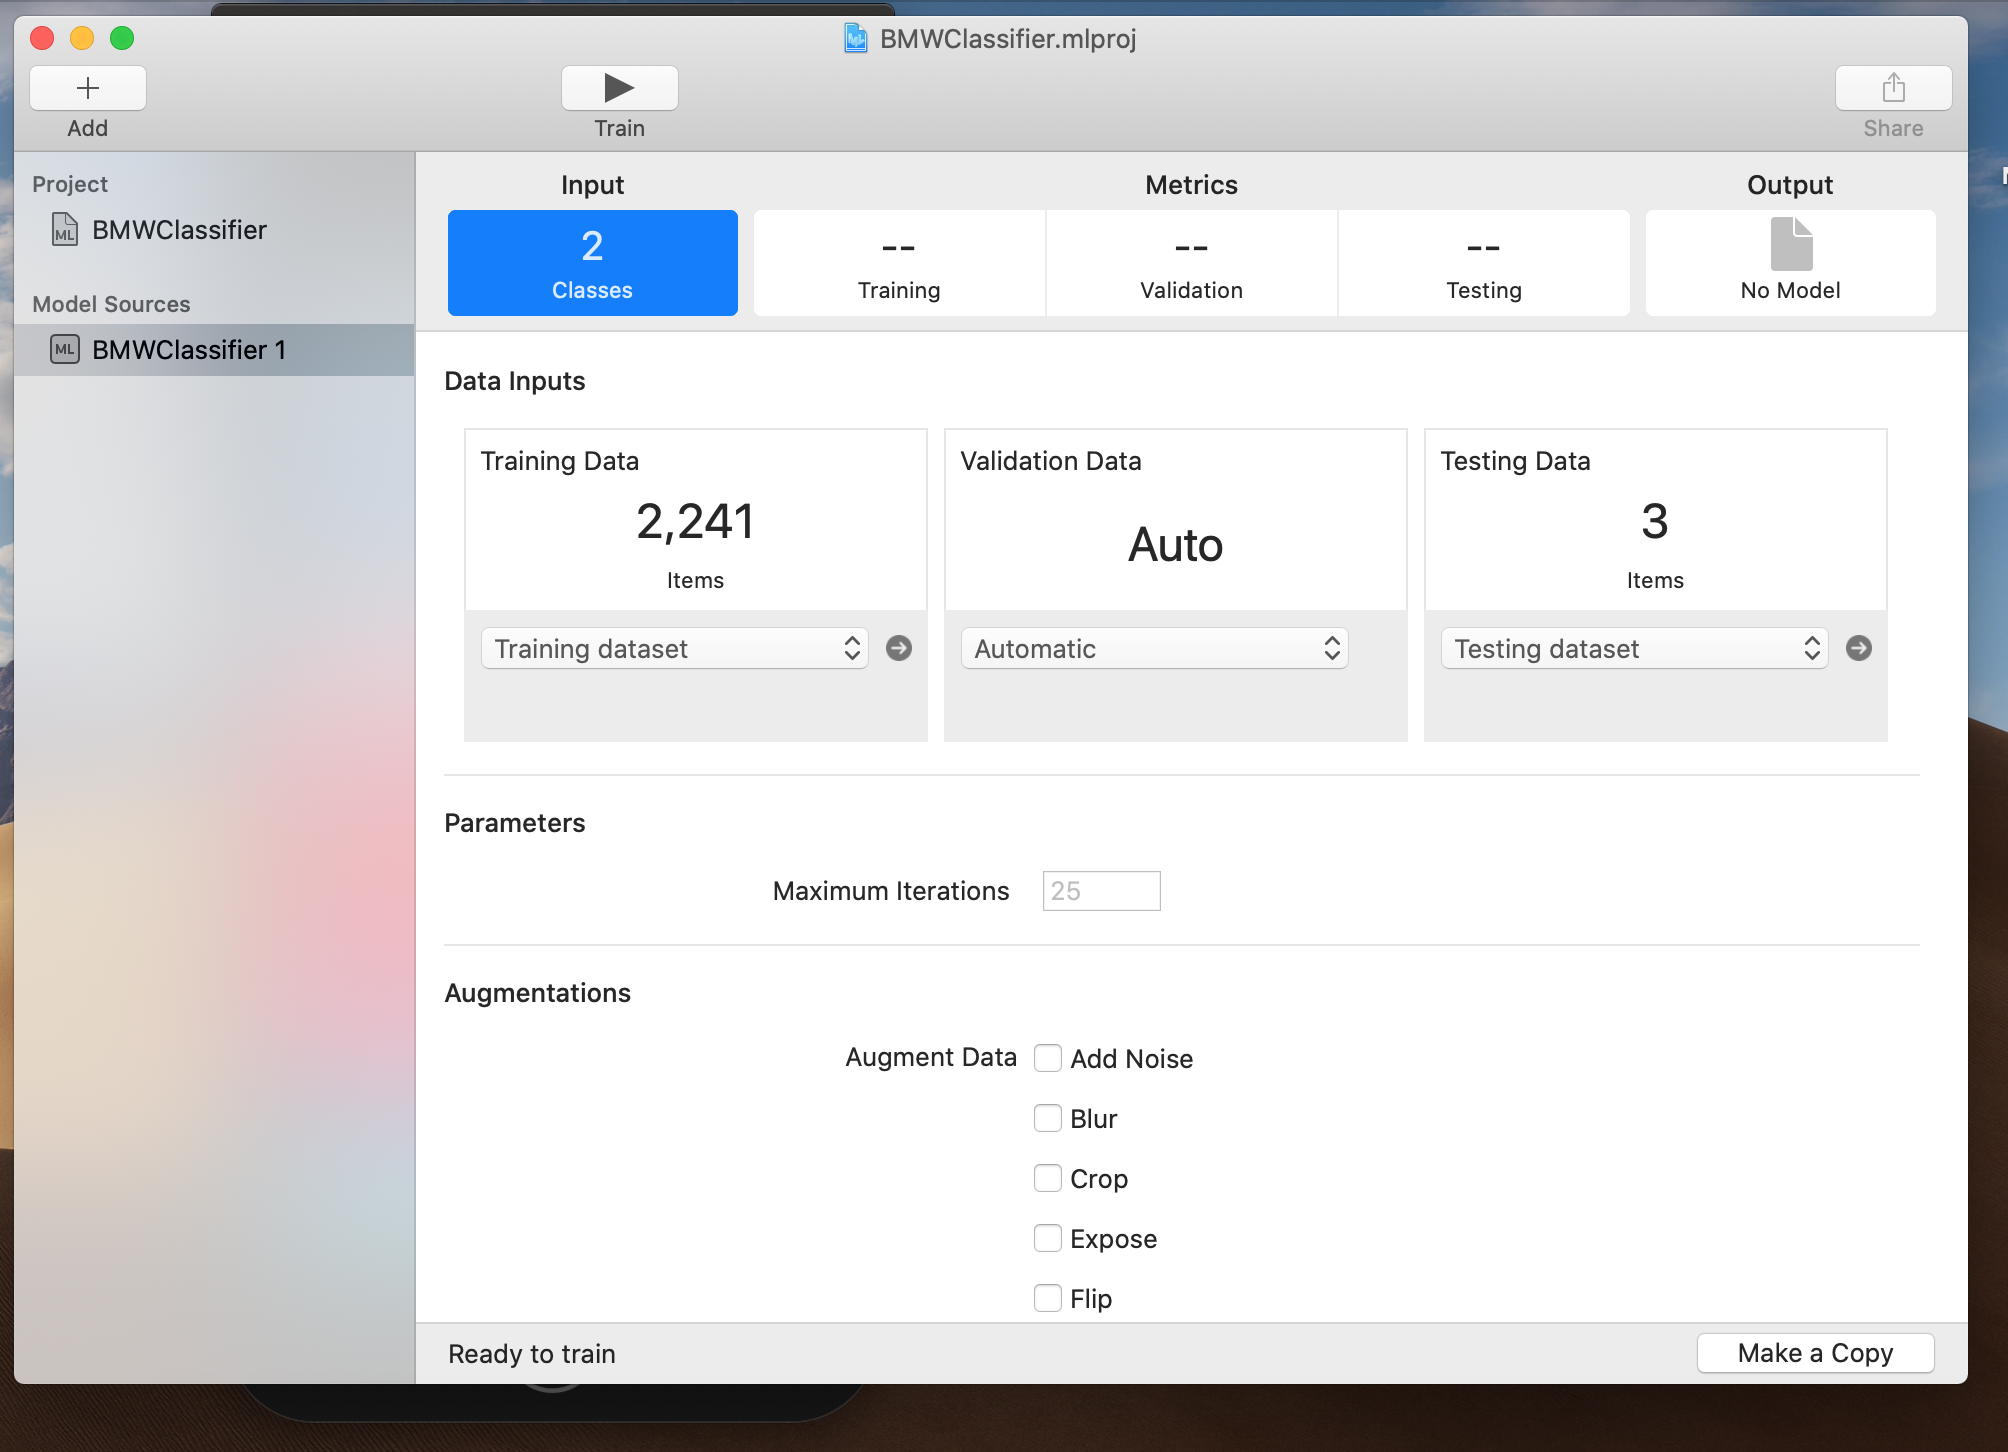 BMWClassifier.mlproj
Add
Train
Share
Project
ML BMWClassifier
Model Sources
ML BMWClassifier 1
Input
Metrics
Output
2
Classes
--
Training
--
Validation
--
Testing
No Model
Data Inputs
Training Data
2,241
Items
Training dataset
Validation Data
Auto
Automatic
Testing Data
3
Items
Testing dataset
Parameters
Maximum Iterations 25
Augmentations
Augment Data Add Noise
Blur
Crop
Expose
Flip
Ready to train
Make a Copy